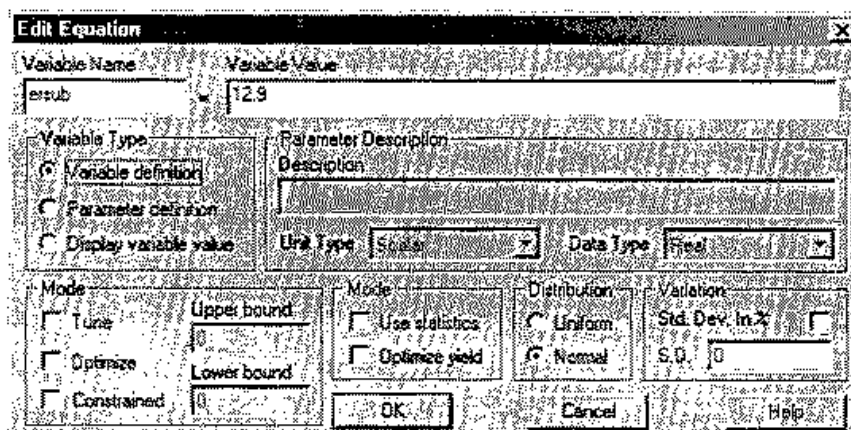 Edit Equation
Variable Name Variable Value
ersub = 12.9
Variable Type
Variable definition
Parameter definition
Display variable value
Parameter Description
Description
Unit Type Scalar Data Type Real
Mode
Tune
Optimize
Constrained
Upper bound
0
Lower bound
0
Mode
Use statistics
Optimize yield
Distribution
Uniform
Normal
Variation
Std. Dev. In %
S.D. 0
OK Cancel Help